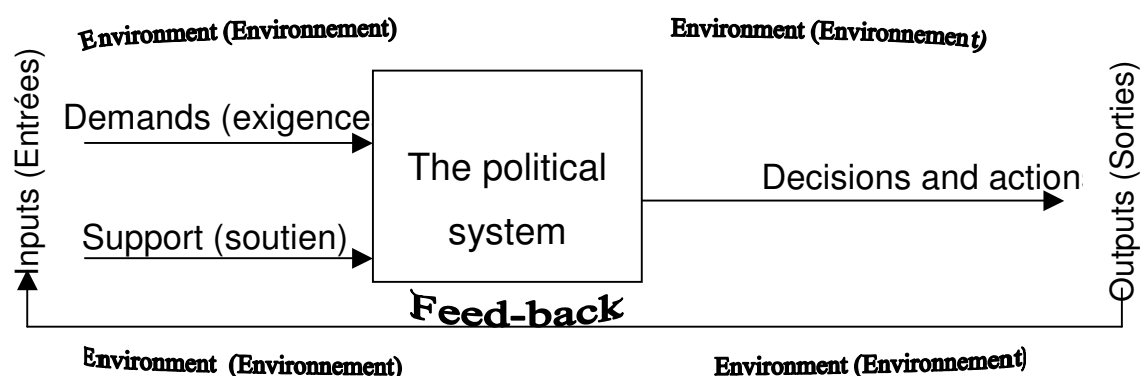 Environment (Environnement)
Environment (Environnement)
Inputs (Entrées)
Demands (exigence
Support (soutien)
The political
system
Decisions and action
Outputs (Sorties)
Feed-back
Environment (Environnement)
Environment (Environnement)